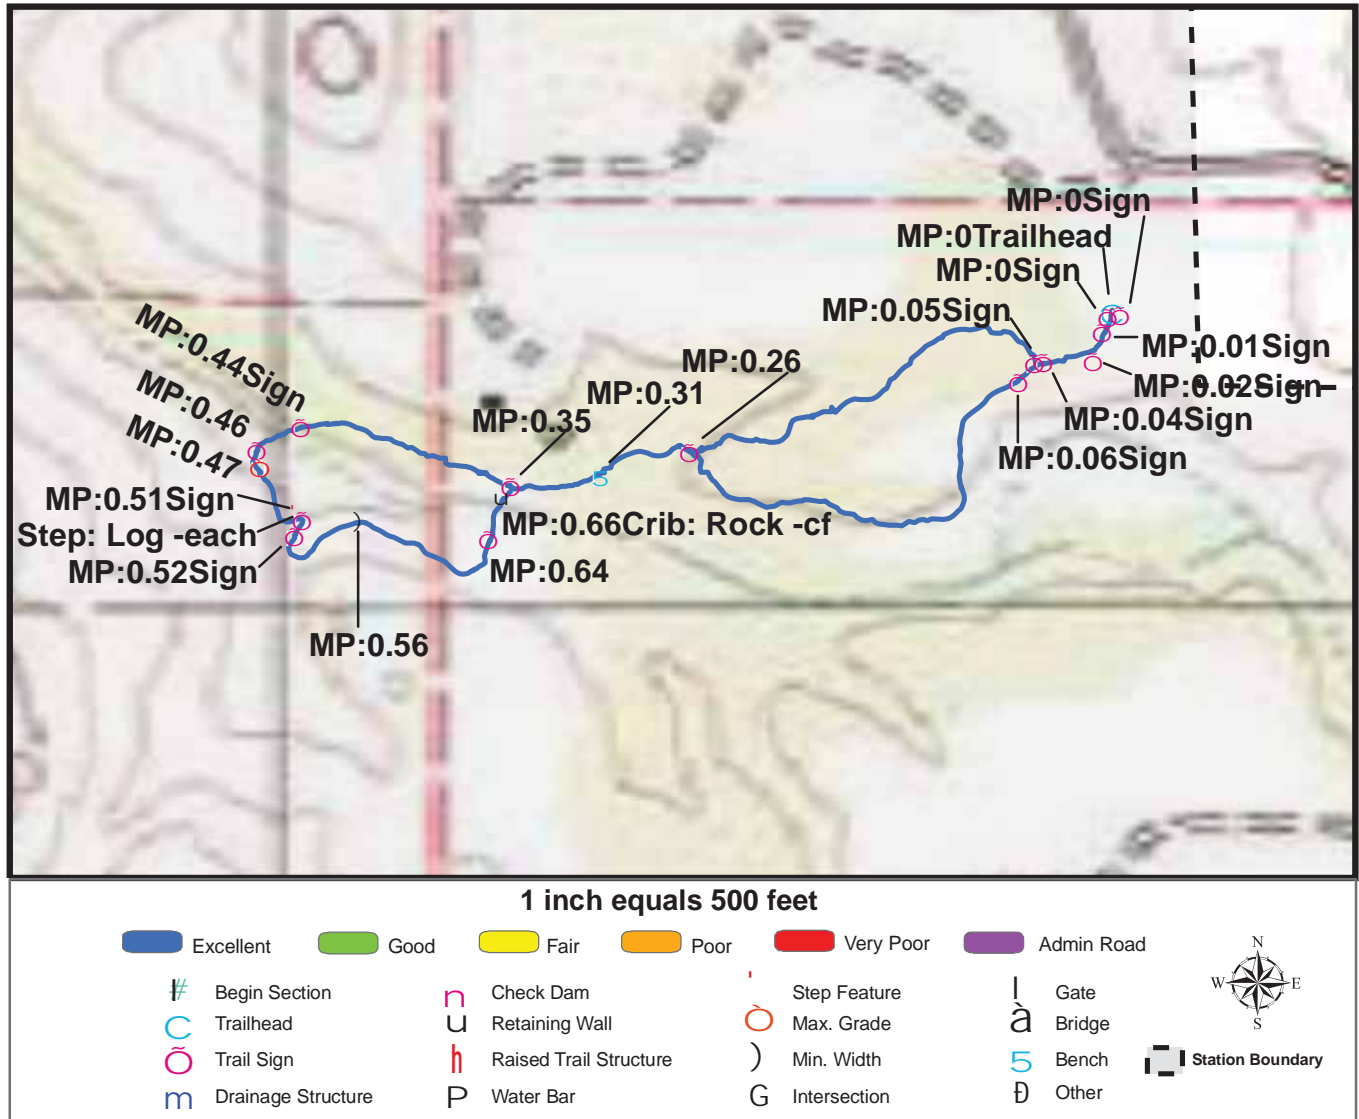 MP:0Sign
MP:0Trailhead
MP:0Sign
MP:0.05Sign
MP:0.01Sign
MP:0.02Sign
MP:0.04Sign
MP:0.06Sign
MP:0.26
MP:0.31
MP:0.35
MP:0.44Sign
MP:0.46
MP:0.47
MP:0.51Sign
Step: Log -each
MP:0.52Sign
MP:0.66Crib: Rock -cf
MP:0.64
MP:0.56
1 inch equals 500 feet
Excellent Good Fair Poor Very Poor Admin Road
Begin Section Check Dam Step Feature Gate
Trailhead Retaining Wall Max. Grade Bridge
Trail Sign Raised Trail Structure Min. Width Bench Station Boundary
Drainage Structure Water Bar Intersection Other
N
W E
S